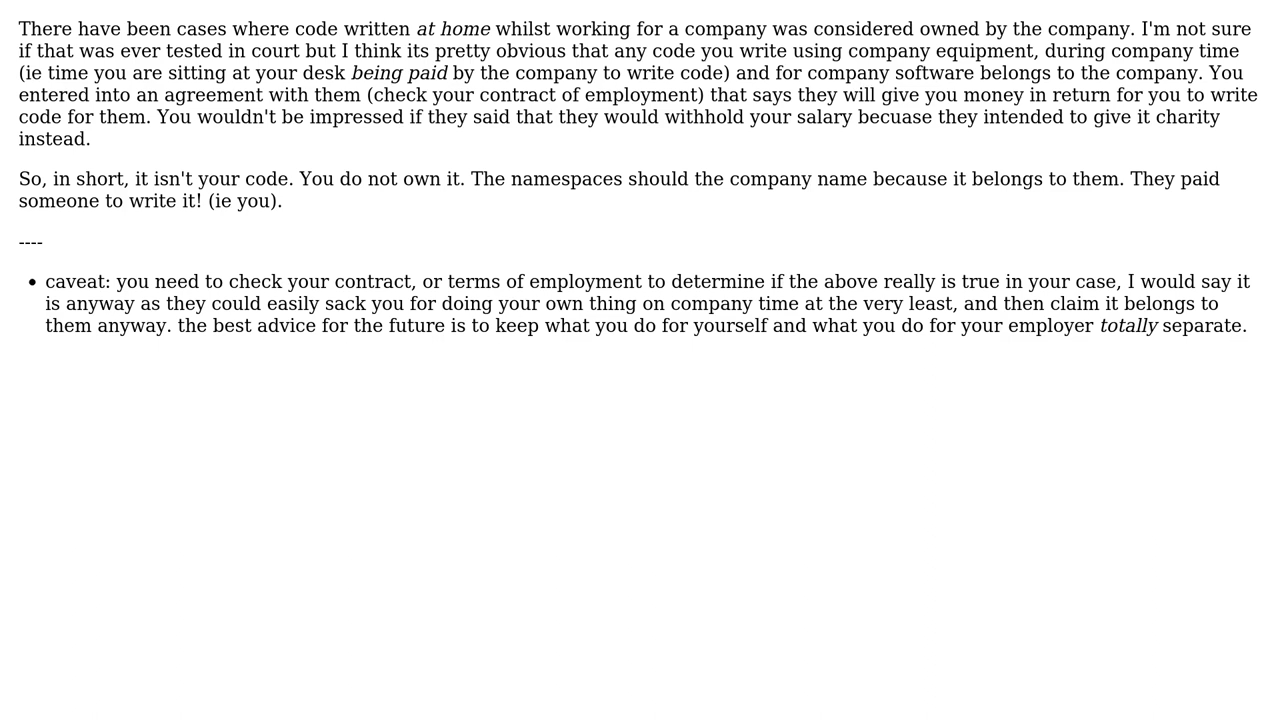 There have been cases where code written at home whilst working for a company was considered owned by the company. I'm not sure
if that was ever tested in court but I think its pretty obvious that any code you write using company equipment, during company time
(ie time you are sitting at your desk being paid by the company to write code) and for company software belongs to the company. You
entered into an agreement with them (check your contract of employment) that says they will give you money in return for you to write
code for them. You wouldn't be impressed if they said that they would withhold your salary becuase they intended to give it charity
instead.
So, in short, it isn't your code. You do not own it. The namespaces should the company name because it belongs to them. They paid
someone to write it! (ie you).
----
• caveat: you need to check your contract, or terms of employment to determine if the above really is true in your case, I would say it
is anyway as they could easily sack you for doing your own thing on company time at the very least, and then claim it belongs to
them anyway. the best advice for the future is to keep what you do for yourself and what you do for your employer totally separate.